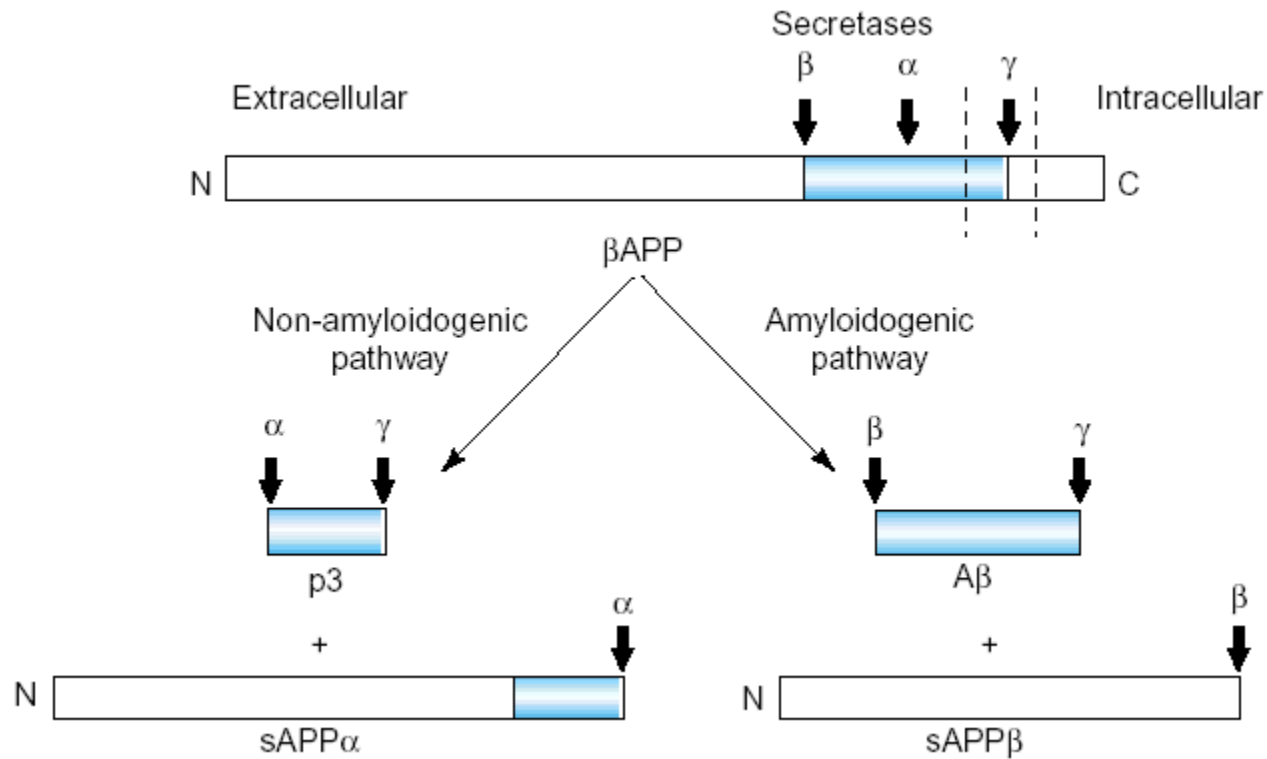 Secretases
β α γ
Extracellular
Intracellular
N
C
βAPP
Non-amyloidogenic
pathway
Amyloidogenic
pathway
α γ
β γ
p3
Aβ
α
β
+
+
N
N
sAPPα
sAPPβ